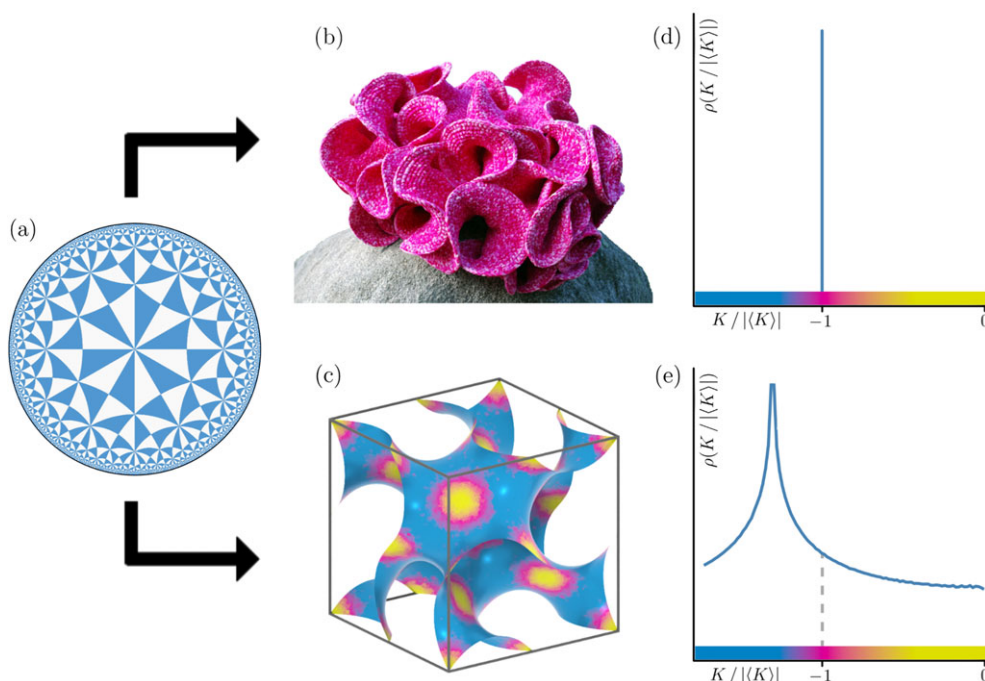 (a)
(b)
(c)
(d)
ρ(K / |⟨K⟩|)
K / |⟨K⟩|
−1
0
(e)
ρ(K / |⟨K⟩|)
K / |⟨K⟩|
−1
0